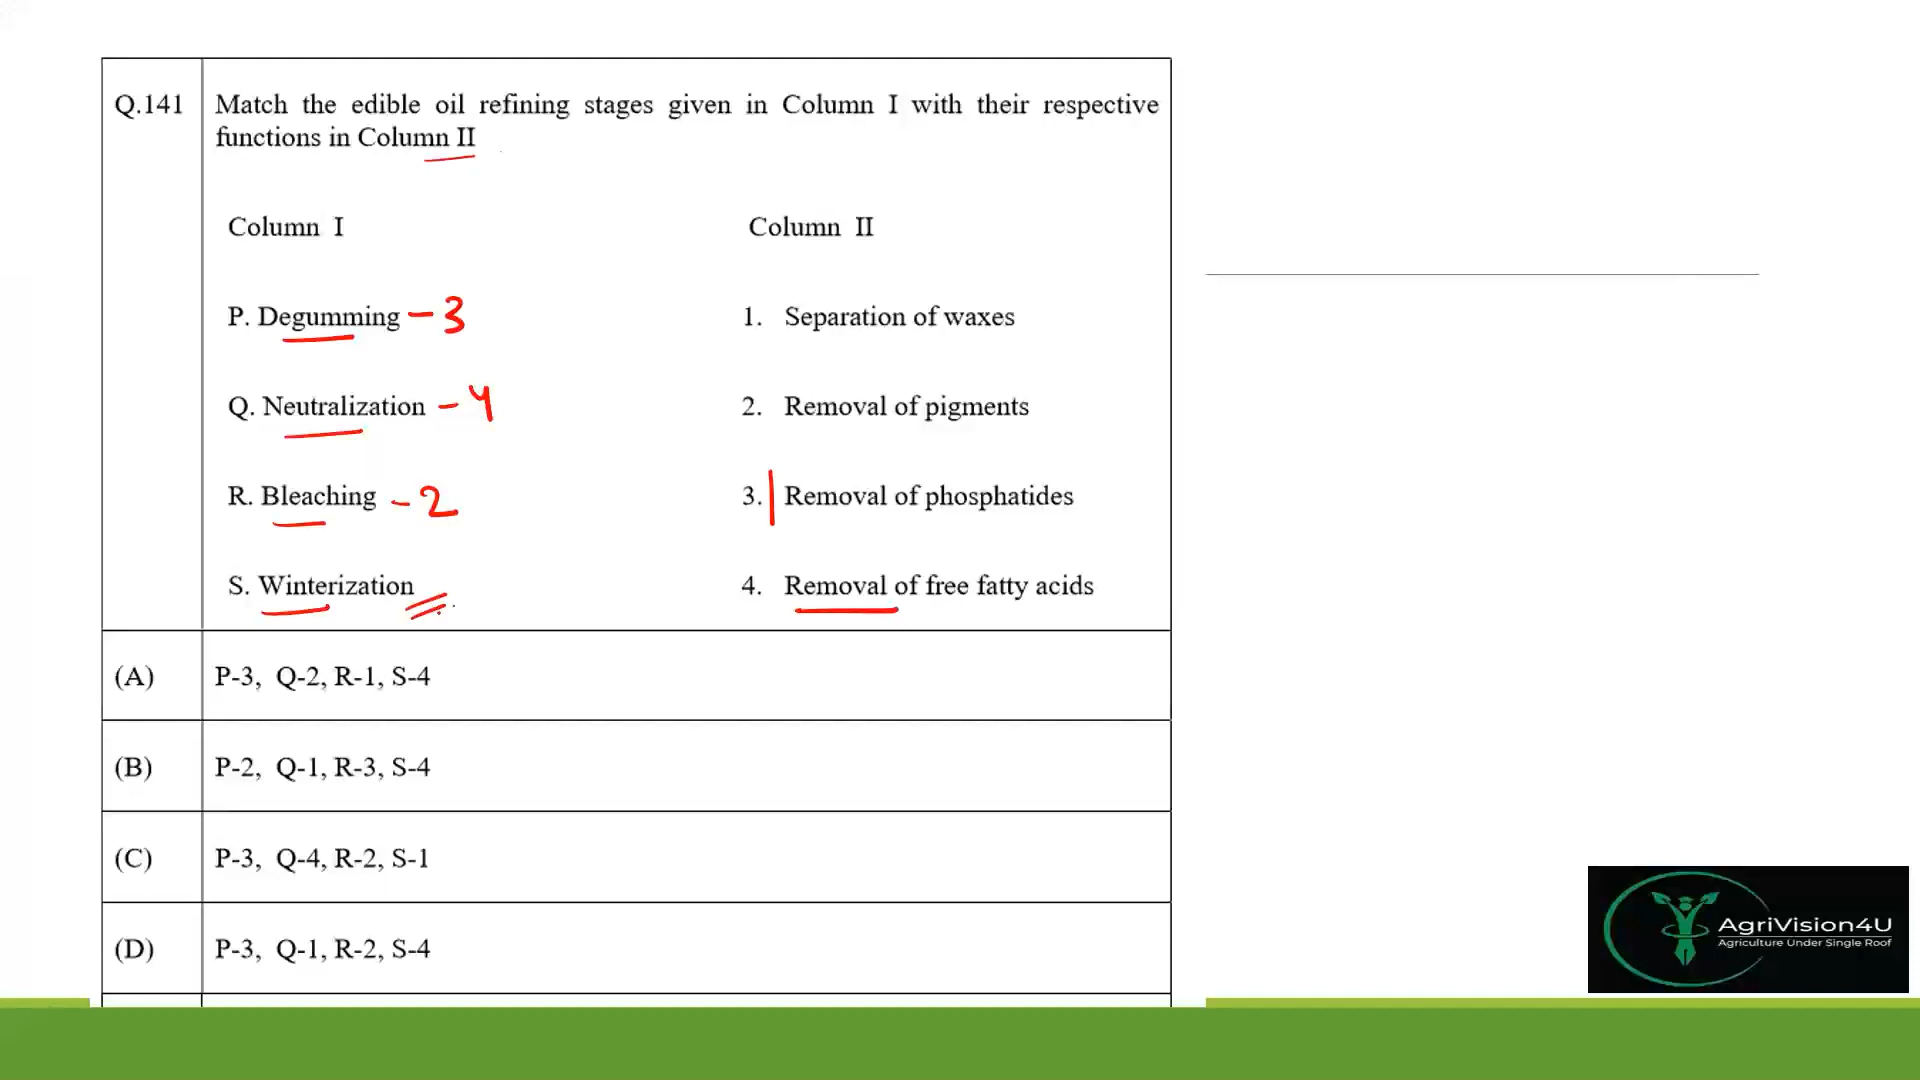 Q.141 Match the edible oil refining stages given in Column I with their respective
functions in Column II
Column I Column II
P. Degumming - 3 1. Separation of waxes
Q. Neutralization - 4 2. Removal of pigments
R. Bleaching - 2 3. Removal of phosphatides
S. Winterization 4. Removal of free fatty acids
(A) P-3, Q-2, R-1, S-4
(B) P-2, Q-1, R-3, S-4
(C) P-3, Q-4, R-2, S-1
(D) P-3, Q-1, R-2, S-4
AgriVision4U
Agriculture Under Single Roof